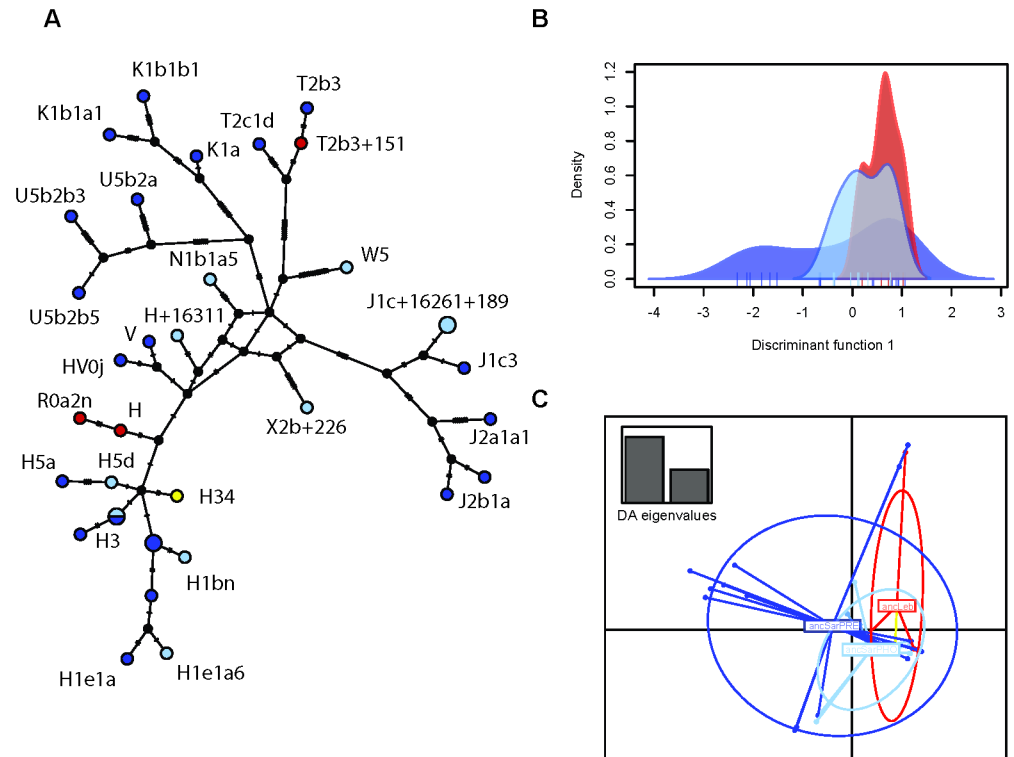 A
K1b1b1
K1b1a1
K1a
T2b3
T2c1d
T2b3+151
U5b2a
U5b2b3
U5b2b5
N1b1a5
W5
H+16311
J1c+16261+189
V
HV0j
J1c3
R0a2n
H
X2b+226
J2a1a1
H5a
H5d
H34
J2b1a
H3
H1bn
H1e1a
H1e1a6
B
Density
0.0 0.2 0.4 0.6 0.8 1.0 1.2
-4 -3 -2 -1 0 1 2 3
Discriminant function 1
C
DA eigenvalues
ancLeb
ancSarPRE